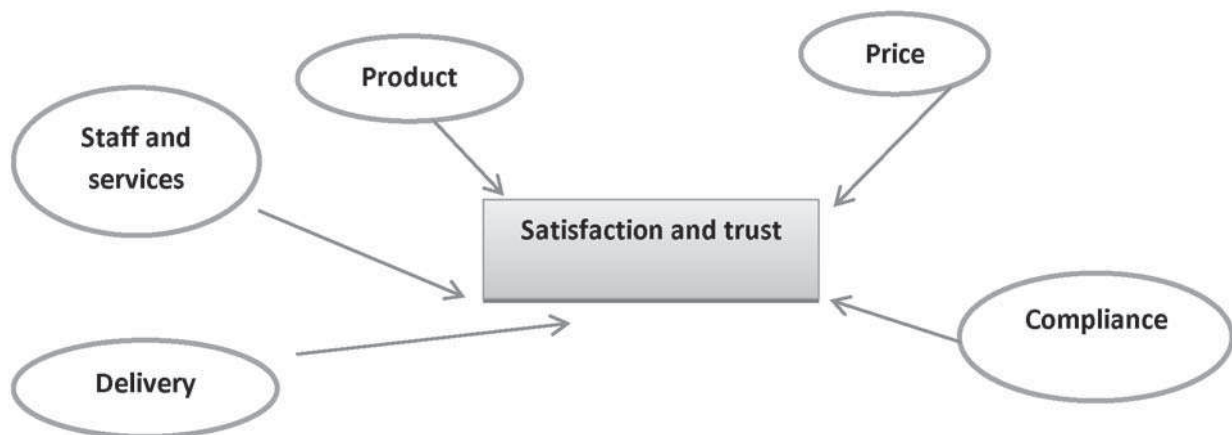 Product
Price
Staff and
services
Satisfaction and trust
Compliance
Delivery